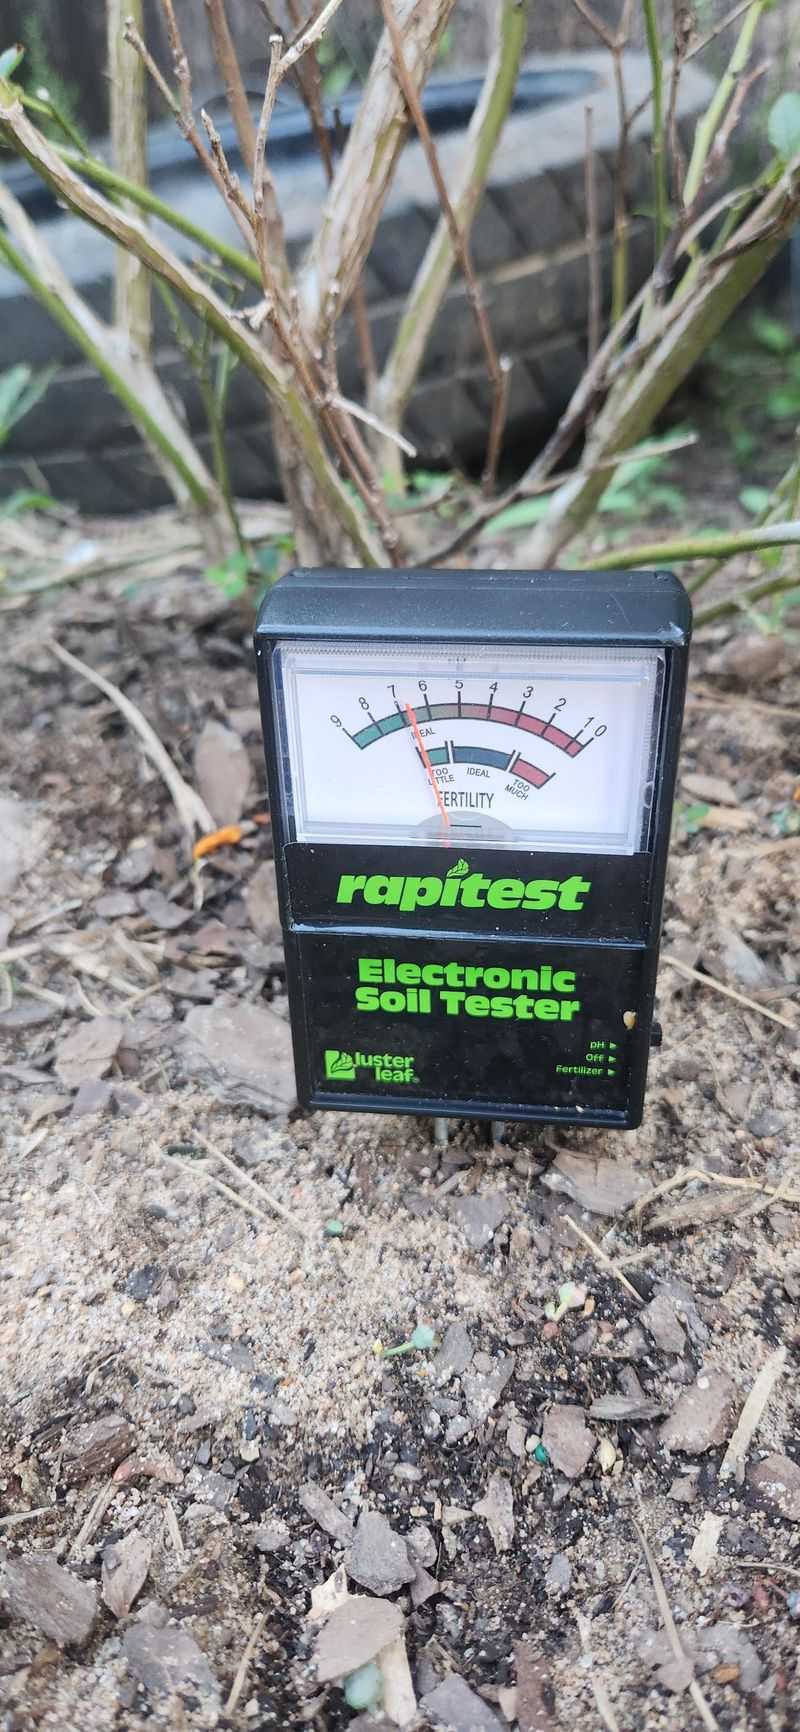 9 8 7 6 5 4 3 2 1 0
IDEAL
TOO LITTLE
IDEAL
TOO MUCH
FERTILITY
rapitest
Electronic
Soil Tester
luster
leaf
pH ▶
Off ▶
Fertilizer ▶